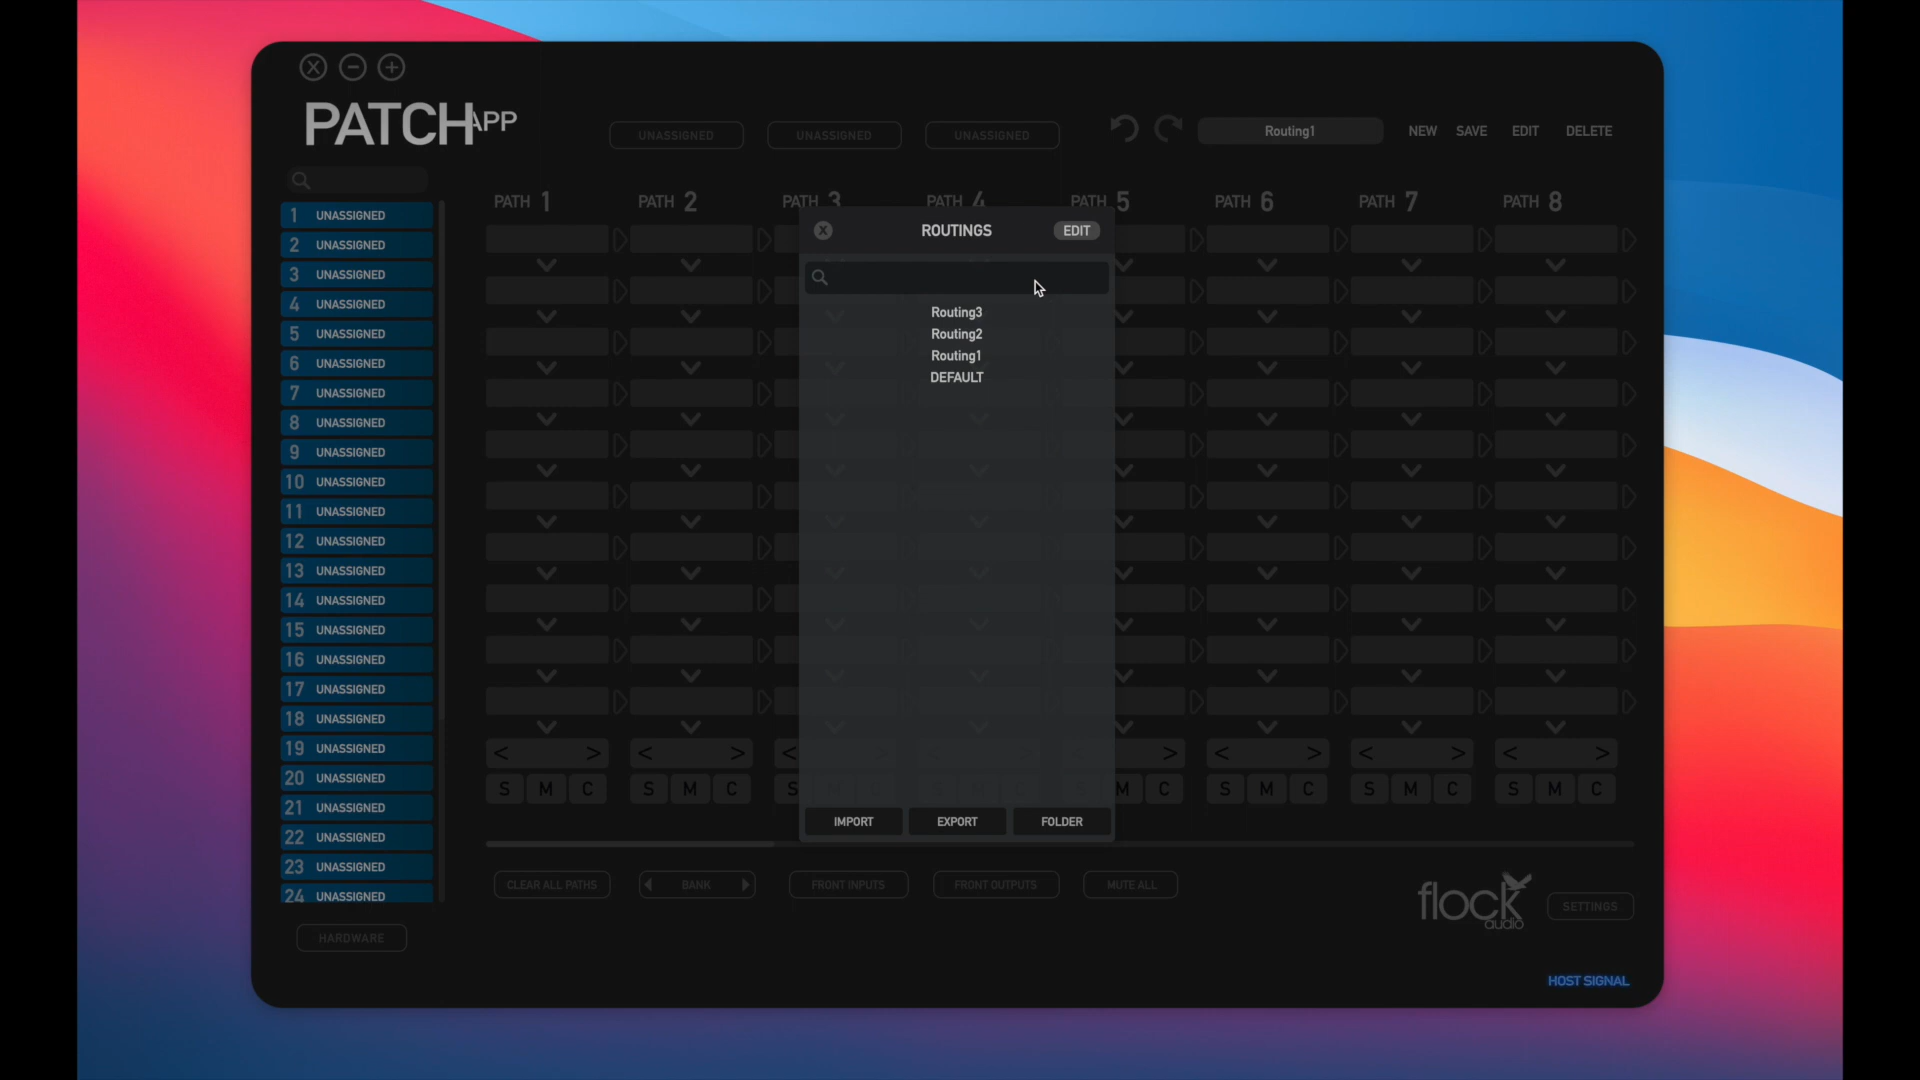 PATCH APP
UNASSIGNED UNASSIGNED UNASSIGNED
Routing1
NEW SAVE EDIT DELETE
PATH 1 PATH 2 PATH 3 PATH 4 PATH 5 PATH 6 PATH 7 PATH 8
1 UNASSIGNED
2 UNASSIGNED
3 UNASSIGNED
4 UNASSIGNED
5 UNASSIGNED
6 UNASSIGNED
7 UNASSIGNED
8 UNASSIGNED
9 UNASSIGNED
10 UNASSIGNED
11 UNASSIGNED
12 UNASSIGNED
13 UNASSIGNED
14 UNASSIGNED
15 UNASSIGNED
16 UNASSIGNED
17 UNASSIGNED
18 UNASSIGNED
19 UNASSIGNED
20 UNASSIGNED
21 UNASSIGNED
22 UNASSIGNED
23 UNASSIGNED
24 UNASSIGNED
HARDWARE
X ROUTINGS EDIT
Routing3
Routing2
Routing1
DEFAULT
IMPORT EXPORT FOLDER
< > < > < > < > < > < >
S M C S M C S M C S M C S M C S M C S M C S M C
CLEAR ALL PATHS BANK FRONT INPUTS FRONT OUTPUTS MUTE ALL
flock
audio
SETTINGS
HOST SIGNAL